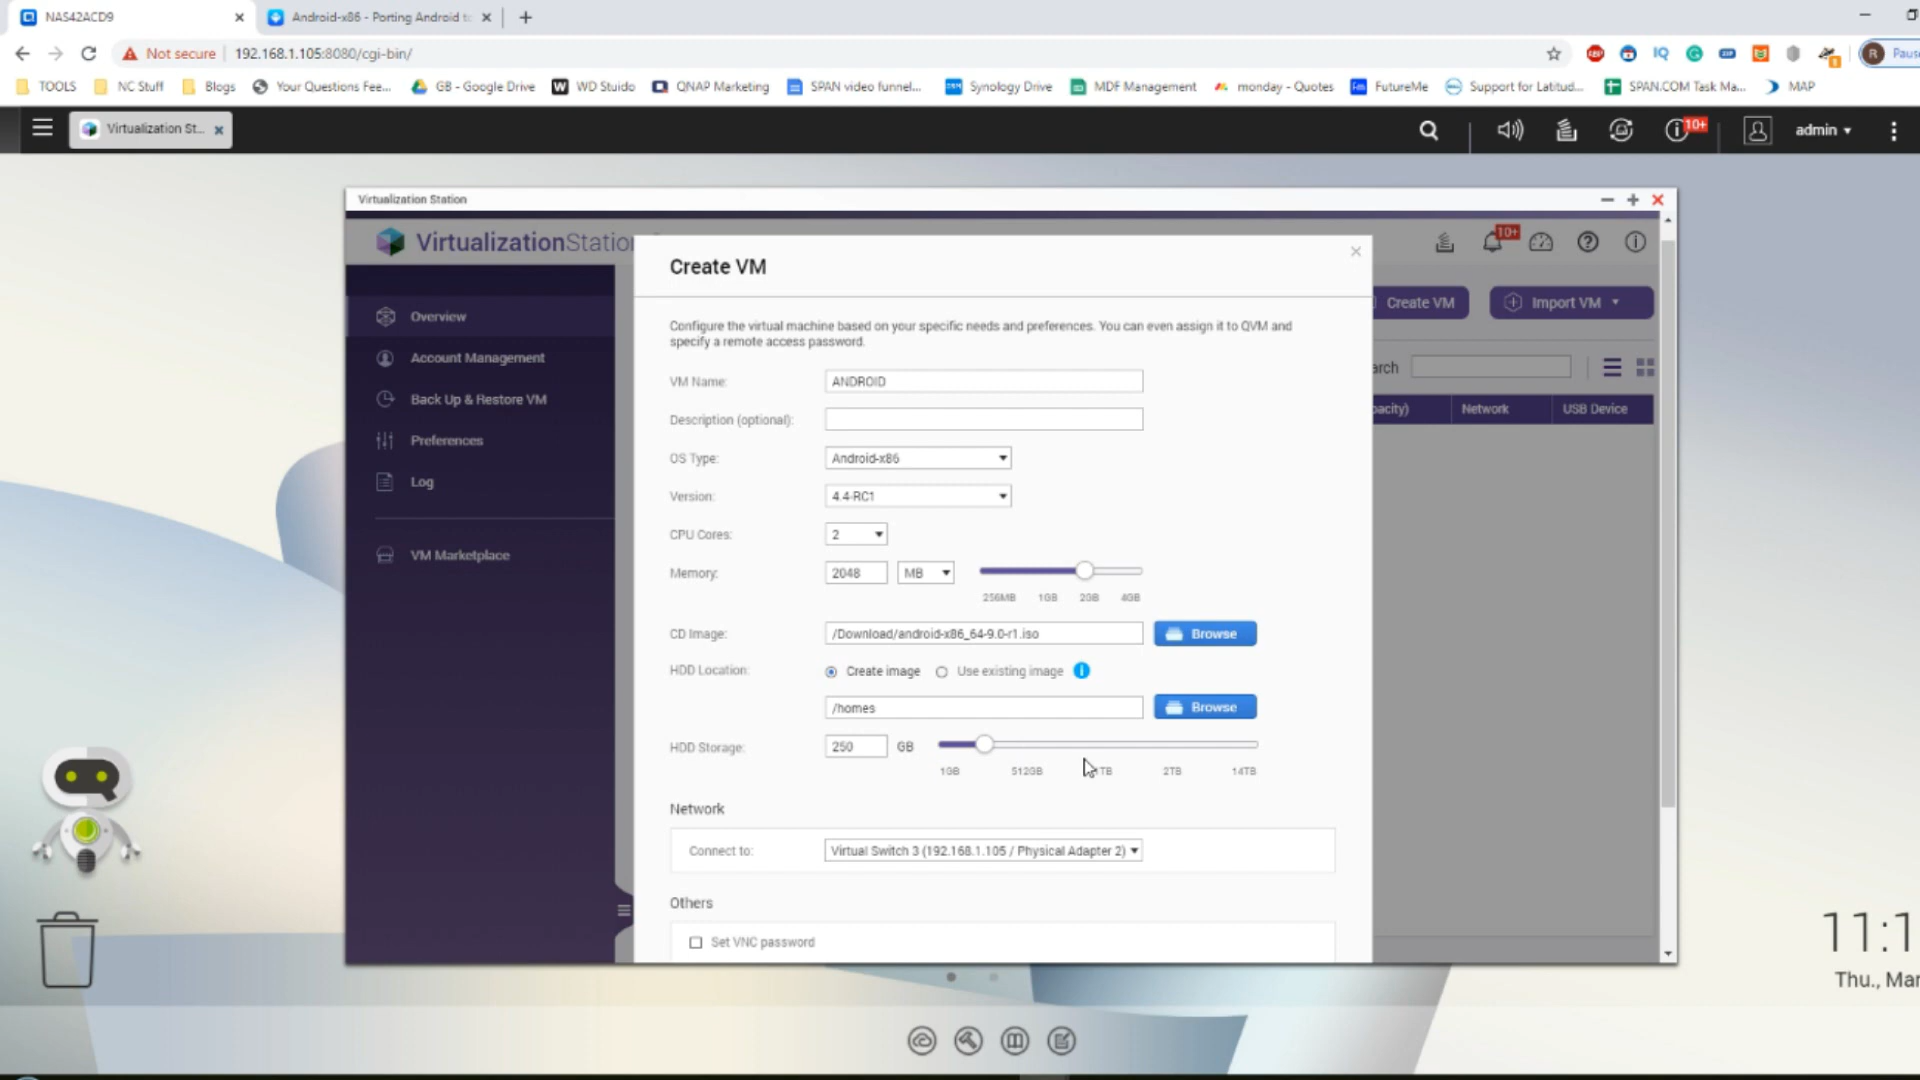 NAS42ACD9
Android-x86 - Porting Android to
Not secure
192.168.1.105:8080/cgi-bin/
Paus
TOOLS
NC Stuff
Blogs
Your Questions Fee...
GB - Google Drive
WD Stuido
QNAP Marketing
SPAN video funnel...
Synology Drive
MDF Management
monday - Quotes
FutureMe
Support for Latitud...
SPAN.COM Task Ma...
MAP
Virtualization St...
10+
admin
Virtualization Station
VirtualizationStatio
10+
Overview
Account Management
Back Up & Restore VM
Preferences
Log
VM Marketplace
Create VM
Import VM
arch
pacity)
Network
USB Device
Create VM
Configure the virtual machine based on your specific needs and preferences. You can even assign it to QVM and
specify a remote access password.
VM Name:
ANDROID
Description (optional):
OS Type:
Android-x86
Version:
4.4-RC1
CPU Cores:
2
Memory:
2048
MB
256MB
1GB
2GB
4GB
CD Image:
/Download/android-x86_64-9.0-r1.iso
Browse
HDD Location:
Create image
Use existing image
/homes
Browse
HDD Storage:
250
GB
1GB
512GB
1TB
2TB
14TB
Network
Connect to:
Virtual Switch 3 (192.168.1.105 / Physical Adapter 2)
Others
Set VNC password
11:1
Thu., Mar